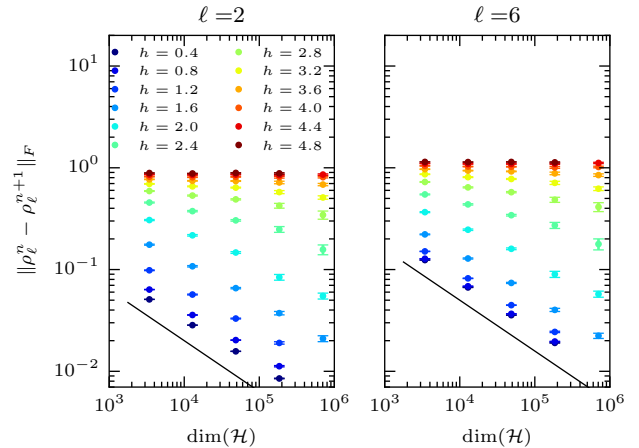 ℓ =2
ℓ =6
‖ρ_ℓ^n − ρ_ℓ^{n+1}‖_F
10^1
10^0
10^{−1}
10^{−2}
h = 0.4
h = 0.8
h = 1.2
h = 1.6
h = 2.0
h = 2.4
h = 2.8
h = 3.2
h = 3.6
h = 4.0
h = 4.4
h = 4.8
10^3 10^4 10^5 10^6
10^3 10^4 10^5 10^6
dim(ℋ)
dim(ℋ)